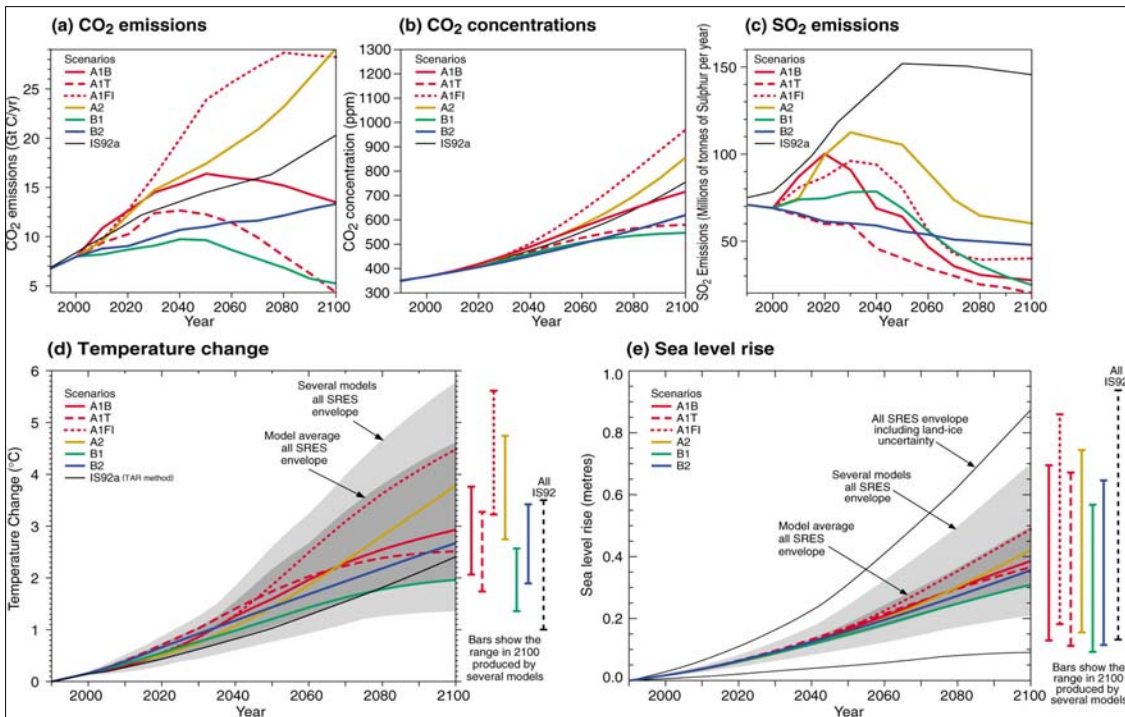 (a) CO2 emissions
CO2 emissions (Gt C/yr)
25
20
15
10
5
Scenarios
A1B
A1T
A1FI
A2
B1
B2
IS92a
2000 2020 2040 2060 2080 2100
Year
(b) CO2 concentrations
CO2 concentration (ppm)
1300
1200
1100
1000
900
800
700
600
500
400
300
Scenarios
A1B
A1T
A1FI
A2
B1
B2
IS92a
2000 2020 2040 2060 2080 2100
Year
(c) SO2 emissions
SO2 Emissions (Millions of tonnes of Sulphur per year)
150
100
50
Scenarios
A1B
A1T
A1FI
A2
B1
B2
IS92a
2000 2020 2040 2060 2080 2100
Year
(d) Temperature change
Temperature Change (°C)
6
5
4
3
2
1
0
Scenarios
A1B
A1T
A1FI
A2
B1
B2
IS92a (TAR method)
Several models
all SRES
envelope
Model average
all SRES
envelope
All
IS92
Bars show the
range in 2100
produced by
several models
2000 2020 2040 2060 2080 2100
Year
(e) Sea level rise
Sea level rise (metres)
1.0
0.8
0.6
0.4
0.2
0.0
Scenarios
A1B
A1T
A1FI
A2
B1
B2
All SRES envelope
including land-ice
uncertainty
Several models
all SRES
envelope
Model average
all SRES
envelope
All
IS92
Bars show the
range in 2100
produced by
several models
2000 2020 2040 2060 2080 2100
Year